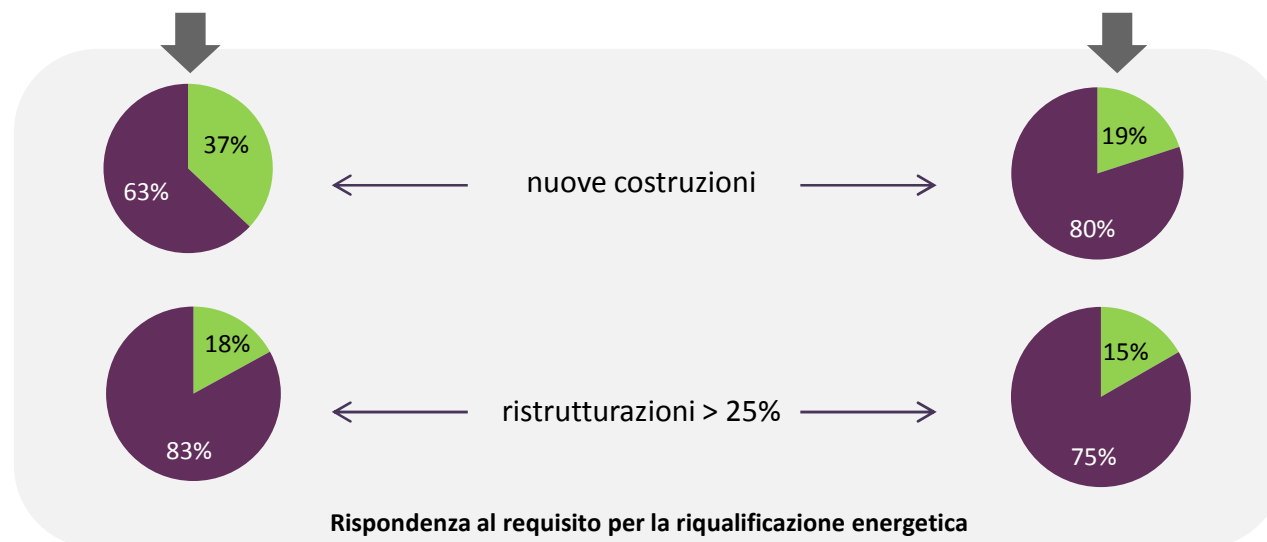 37%
63%
nuove costruzioni
19%
80%
18%
83%
ristrutturazioni > 25%
15%
75%
Rispondenza al requisito per la riqualificazione energetica